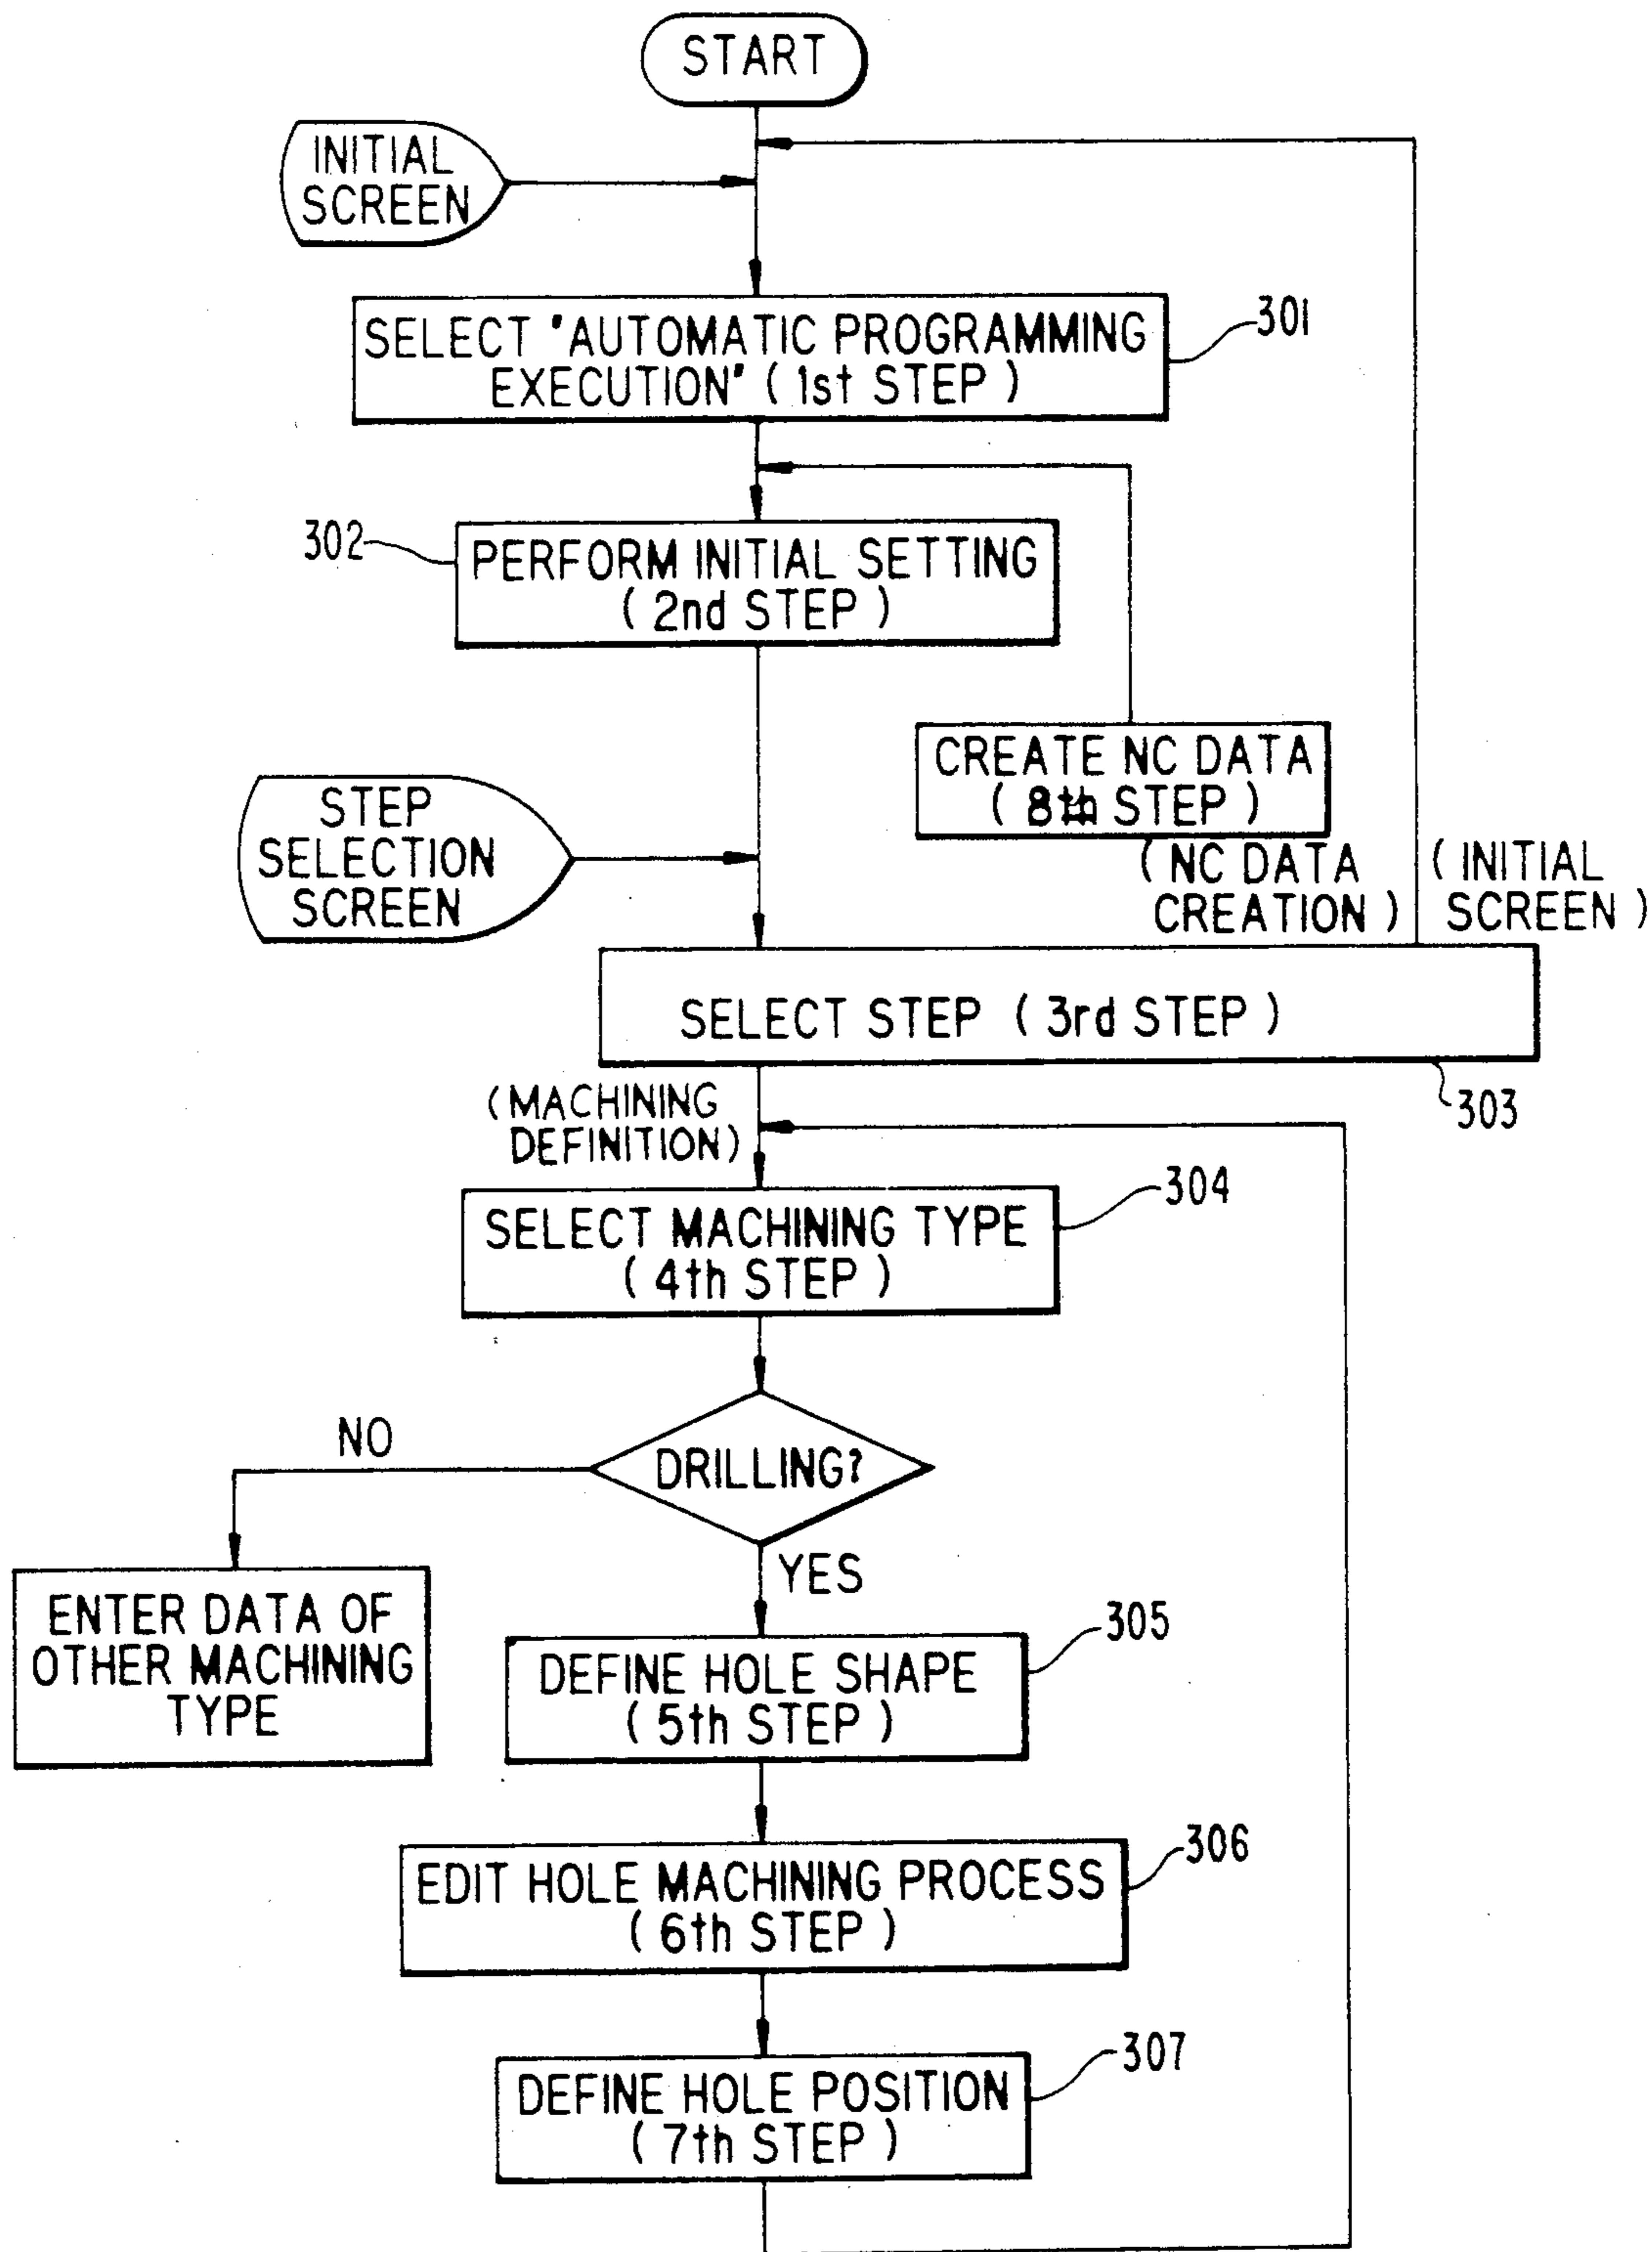 START
INITIAL
SCREEN
SELECT "AUTOMATIC PROGRAMMING
EXECUTION" ( 1st STEP )
301
302
PERFORM INITIAL SETTING
( 2nd STEP )
CREATE NC DATA
( 8th STEP )
STEP
SELECTION
SCREEN
( NC DATA
CREATION )
( INITIAL
SCREEN )
SELECT STEP ( 3rd STEP )
303
(MACHINING
DEFINITION)
304
SELECT MACHINING TYPE
( 4th STEP )
NO
DRILLING?
YES
ENTER DATA OF
OTHER MACHINING
TYPE
305
DEFINE HOLE SHAPE
( 5th STEP )
306
EDIT HOLE MACHINING PROCESS
( 6th STEP )
307
DEFINE HOLE POSITION
( 7th STEP )